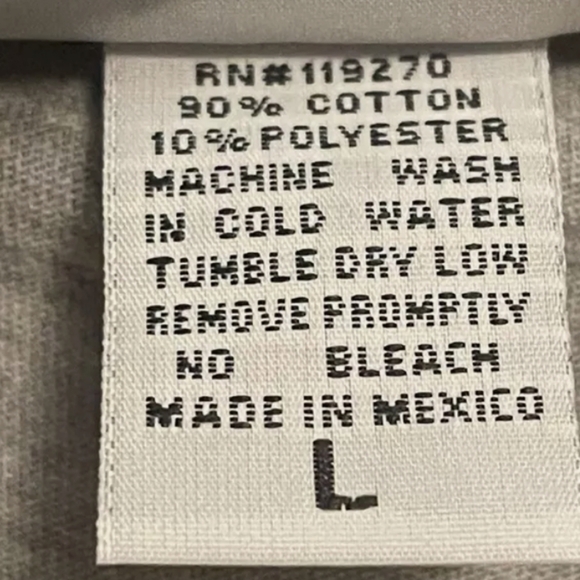 RN#119270
90% COTTON
10% POLYESTER
MACHINE WASH
IN COLD WATER
TUMBLE DRY LOW
REMOVE PROMPTLY
NO BLEACH
MADE IN MEXICO
L